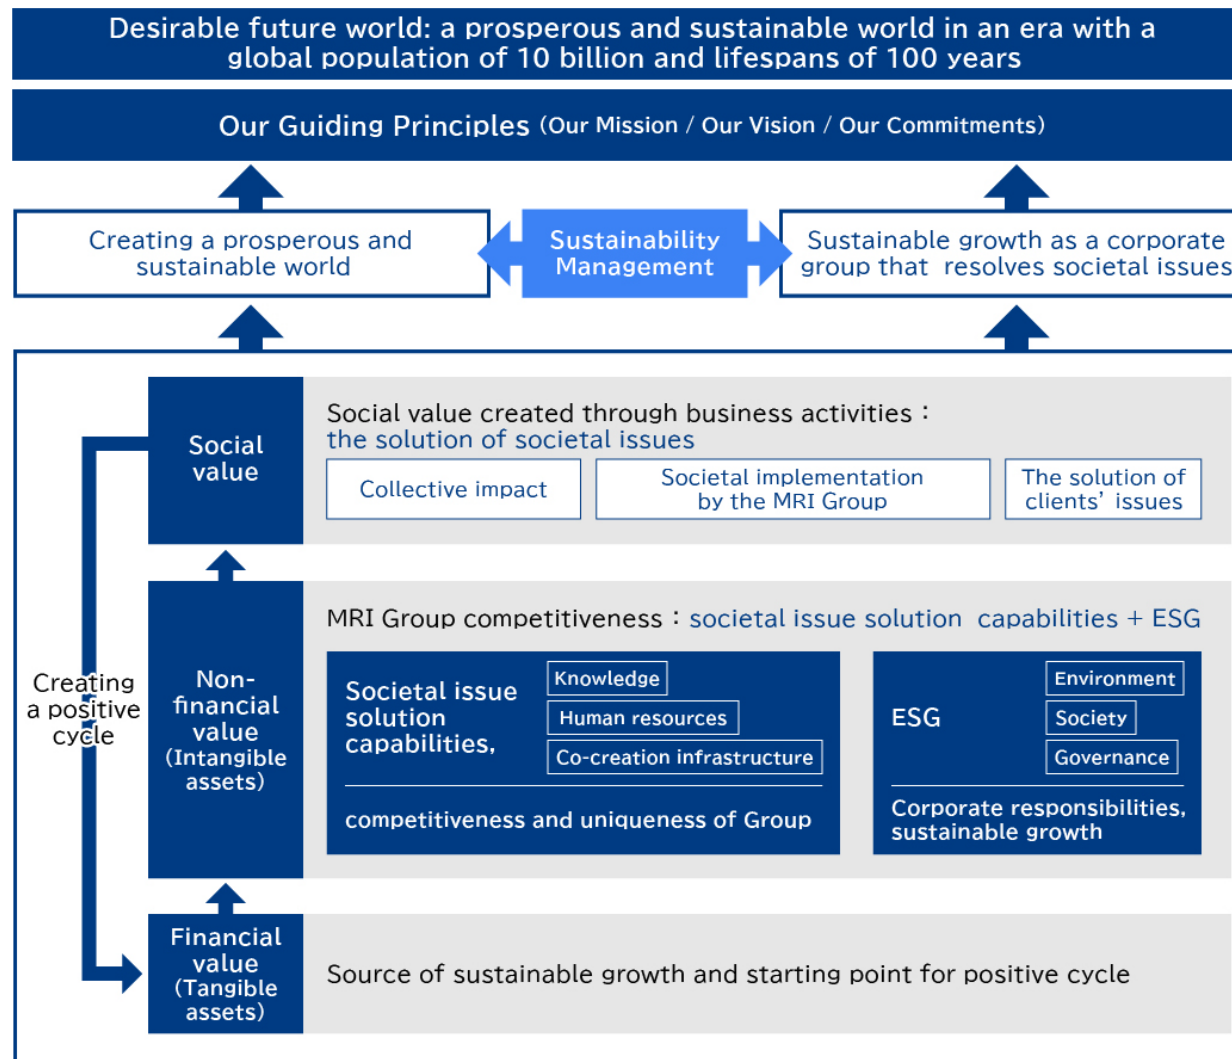 Desirable future world: a prosperous and sustainable world in an era with a
global population of 10 billion and lifespans of 100 years
Our Guiding Principles (Our Mission / Our Vision / Our Commitments)
Creating a prosperous and
sustainable world
Sustainability
Management
Sustainable growth as a corporate
group that resolves societal issues
Creating
a positive
cycle
Social
value
Social value created through business activities：
the solution of societal issues
Collective impact
Societal implementation
by the MRI Group
The solution of
clients’ issues
Non-
financial
value
(Intangible
assets)
MRI Group competitiveness：societal issue solution capabilities + ESG
Societal issue
solution
capabilities,
Knowledge
Human resources
Co-creation infrastructure
competitiveness and uniqueness of Group
ESG
Environment
Society
Governance
Corporate responsibilities,
sustainable growth
Financial
value
(Tangible
assets)
Source of sustainable growth and starting point for positive cycle